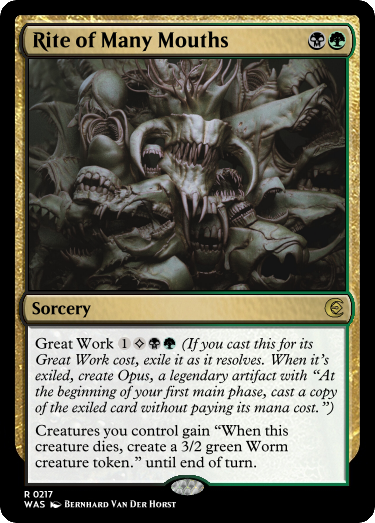 Rite of Many Mouths
Sorcery
Great Work 1 (If you cast this for its
Great Work cost, exile it as it resolves. When it's
exiled, create Opus, a legendary artifact with “At
the beginning of your first main phase, cast a
copy of the exiled card without paying its mana cost.”)
Creatures you control gain “When this
creature dies, create a 3/2 green Worm
creature token.” until end of turn.
R 0217
WAS Bernhard Van Der Horst